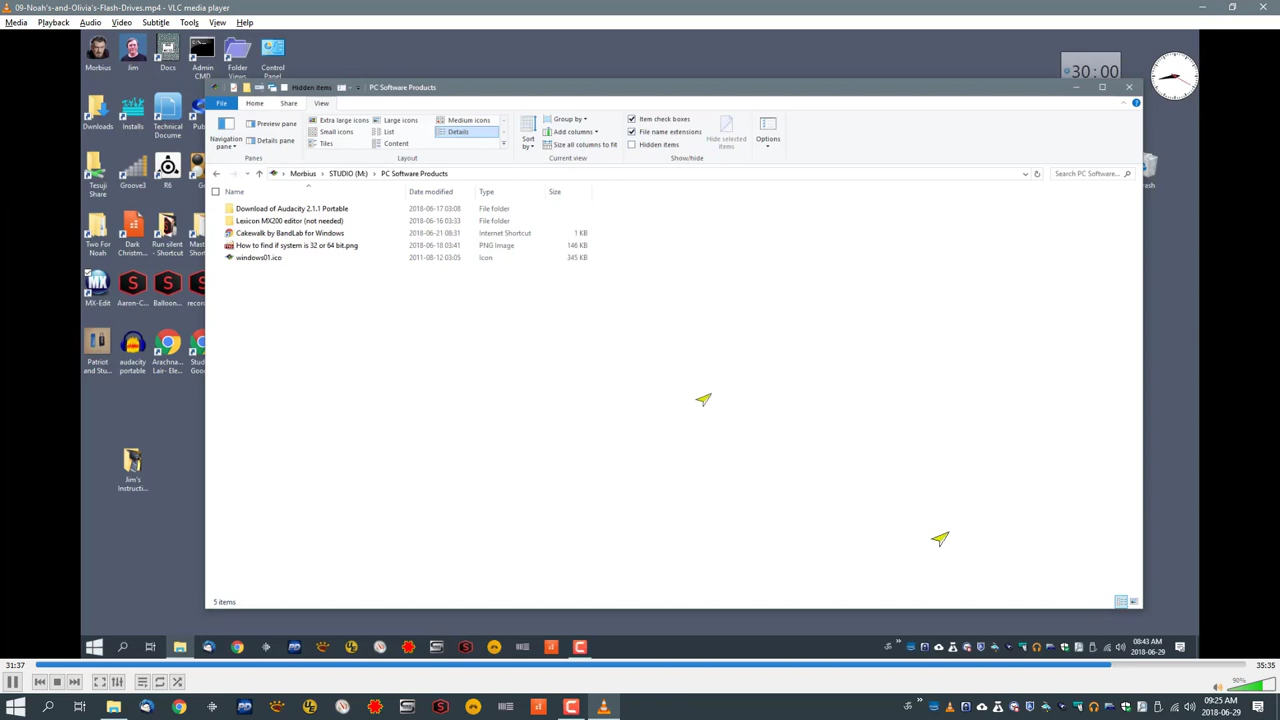 09-Noah's-and-Olivia's-Flash-Drives.mp4 - VLC media player
Media Playback Audio Video Subtitle Tools View Help
Morbius Jim Docs Admin CMD Folder Views Control Panel
30:00
Hidden items PC Software Products
File Home Share View
Navigation pane Preview pane Details pane Panes
Extra large icons Large icons Medium icons
Small icons List Details
Tiles Content
Layout
Sort by Group by Add columns Size all columns to fit Current view
Item check boxes
File name extensions
Hidden items
Hide selected items
Show/hide
Options
Morbius STUDIO (M:) PC Software Products Search PC Software...
Name Date modified Type Size
Download of Audacity 2.1.1 Portable 2018-06-17 03:08 File folder
Lexicon MX200 editor (not needed) 2018-06-21 03:33 File folder
Cakewalk by BandLab for Windows 2018-06-21 08:31 Internet Shortcut 1 KB
How to find if system is 32 or 64 bit.png 2018-06-18 03:41 PNG Image 146 KB
windows01.ico 2011-08-12 03:05 Icon 345 KB
Dwnloads Installs Technical Docume
Tesuji Share Groove3 R6
Two For Noah Dark Christm... Run silent - Shortcut
MX-Edit Aaron-C... Balloon...
Patriot and Stu... audacity portable Arachna... Lair- Ele...
Jim's Instructi...
5 items
08:43 AM
2018-06-29
31:37 35:35
90%
09:25 AM
2018-06-29